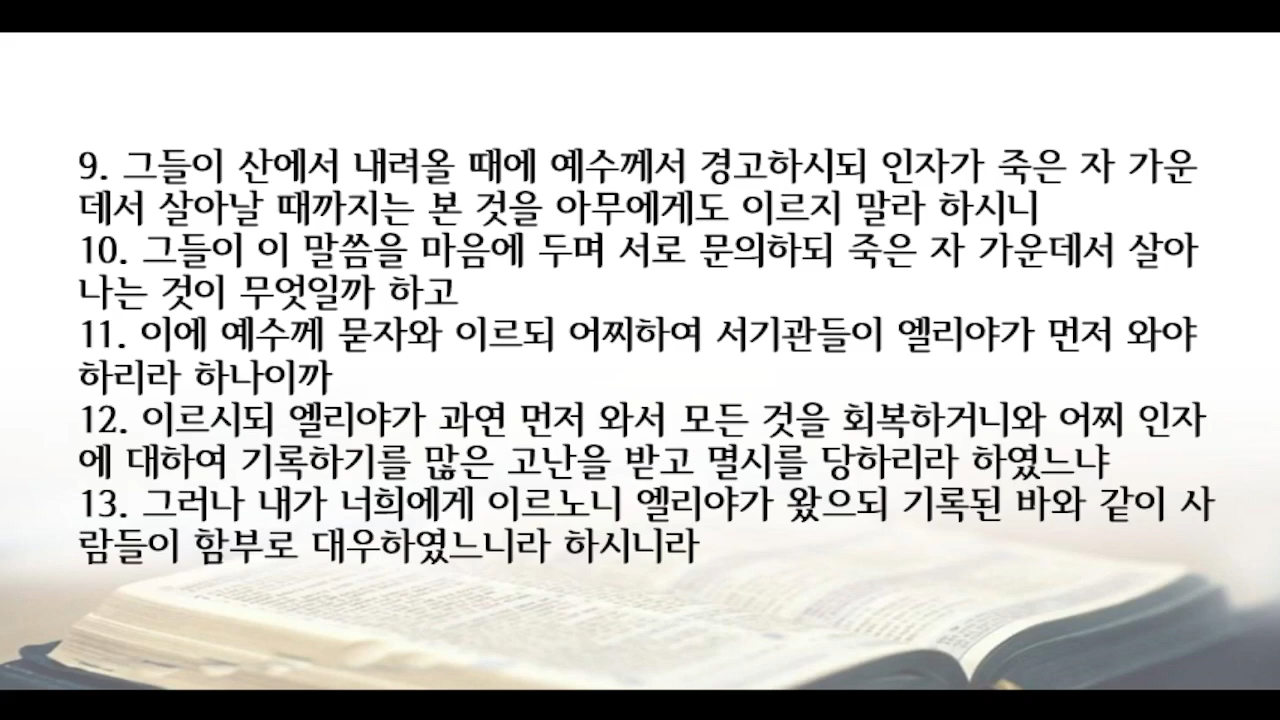 9. 그들이 산에서 내려올 때에 예수께서 경고하시되 인자가 죽은 자 가운
데서 살아날 때까지는 본 것을 아무에게도 이르지 말라 하시니
10. 그들이 이 말씀을 마음에 두며 서로 문의하되 죽은 자 가운데서 살아
나는 것이 무엇일까 하고
11. 이에 예수께 묻자와 이르되 어찌하여 서기관들이 엘리야가 먼저 와야
하리라 하나이까
12. 이르시되 엘리야가 과연 먼저 와서 모든 것을 회복하거니와 어찌 인자
에 대하여 기록하기를 많은 고난을 받고 멸시를 당하리라 하였느냐
13. 그러나 내가 너희에게 이르노니 엘리야가 왔으되 기록된 바와 같이 사
람들이 함부로 대우하였느니라 하시니라